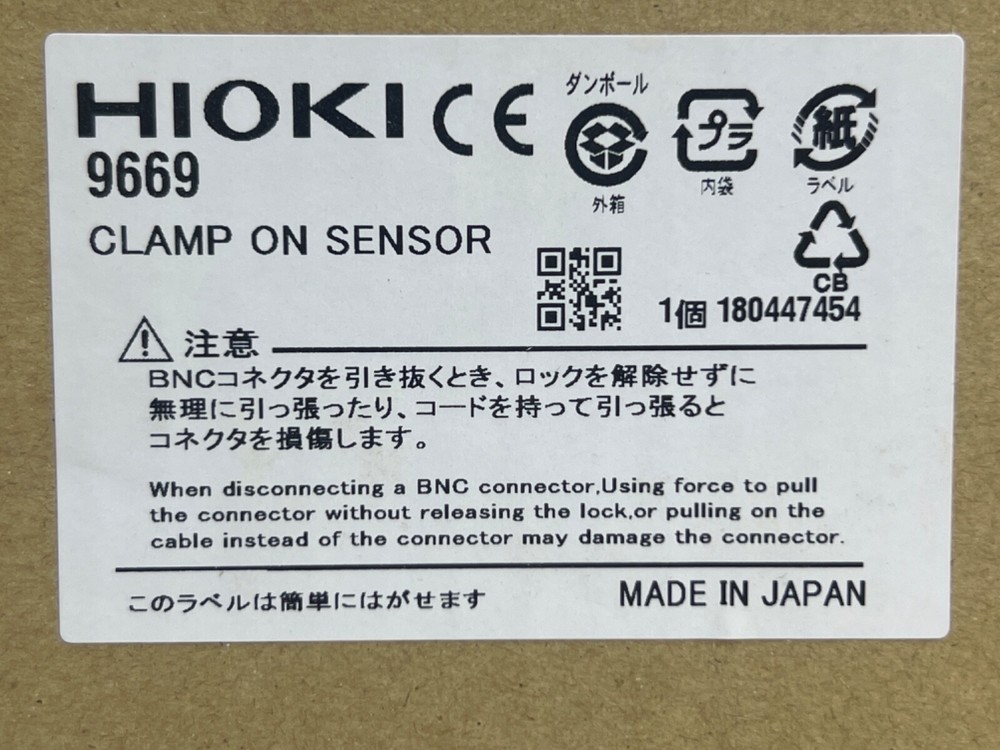 HIOKI CE
9669
CLAMP ON SENSOR
ダンボール
外箱
プラ
内袋
紙
ラベル
CB
1個 180447454
注意
BNCコネクタを引き抜くとき、ロックを解除せずに
無理に引っ張ったり、コードを持って引っ張ると
コネクタを損傷します。
When disconnecting a BNC connector,Using force to pull
the connector without releasing the lock,or pulling on the
cable instead of the connector may damage the connector.
このラベルは簡単にはがせます
MADE IN JAPAN